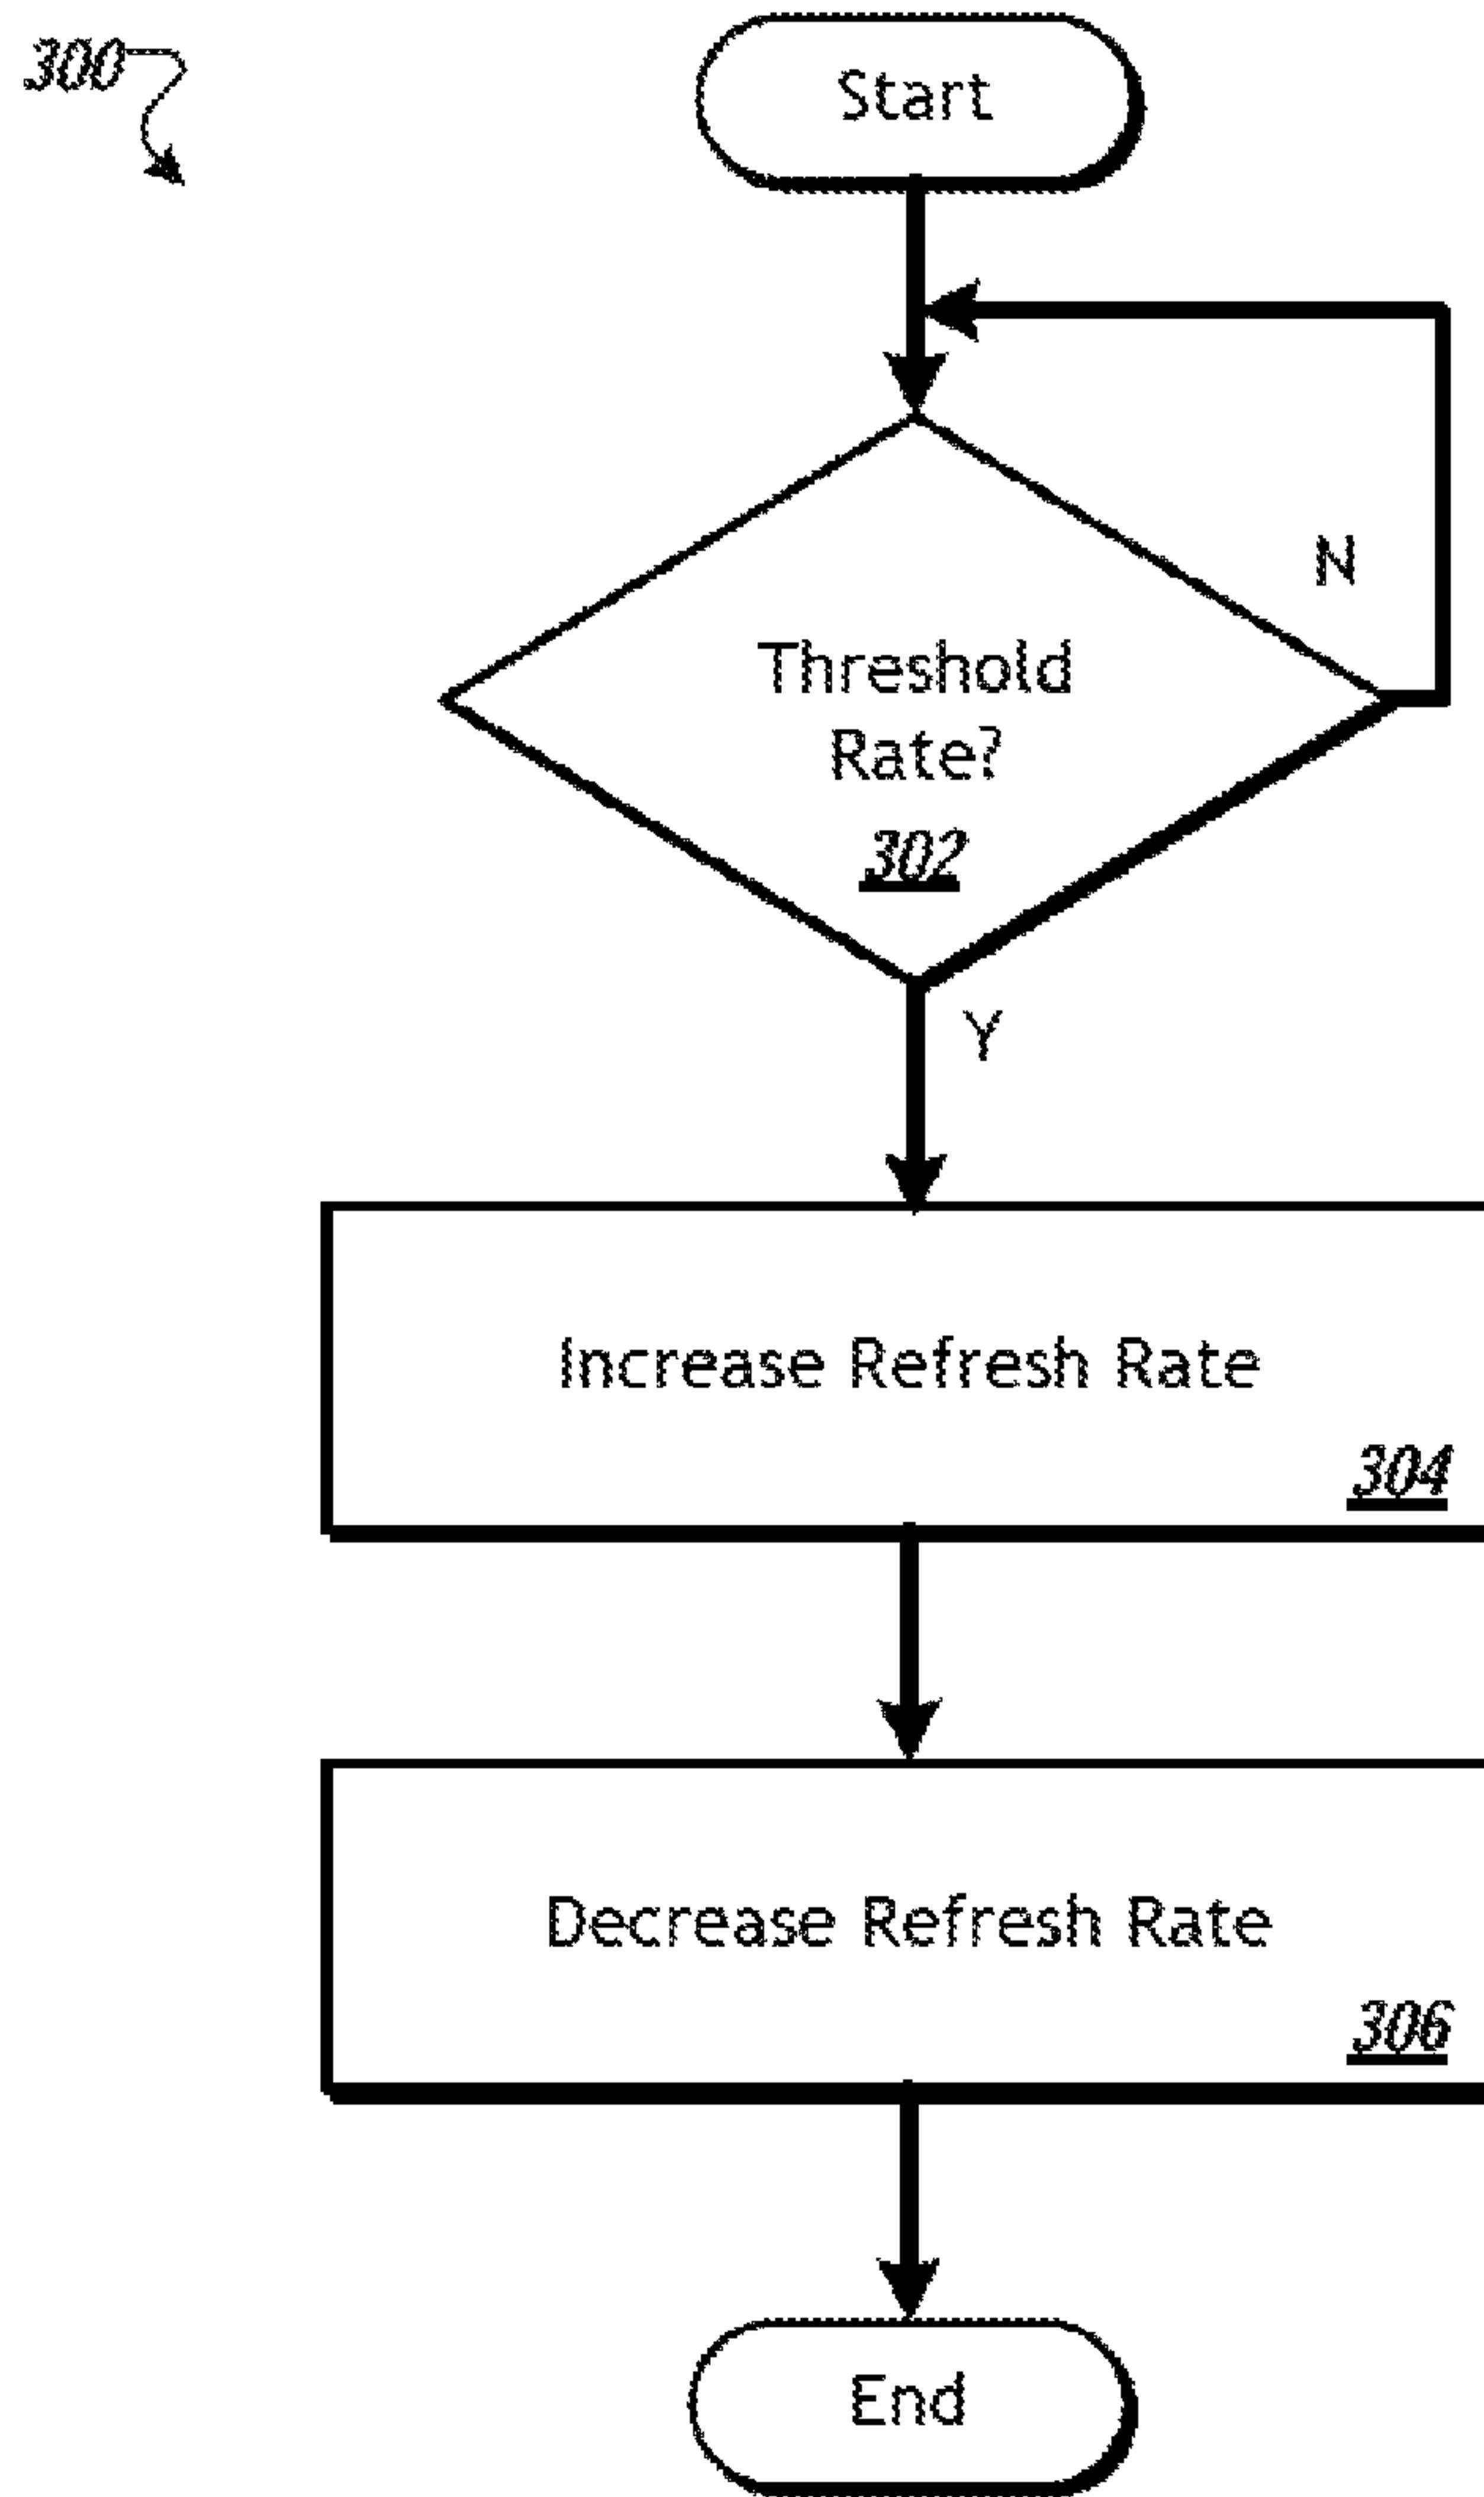 300
Start
N
Threshold
Rate?
302
Y
Increase Refresh Rate
304
Decrease Refresh Rate
306
End